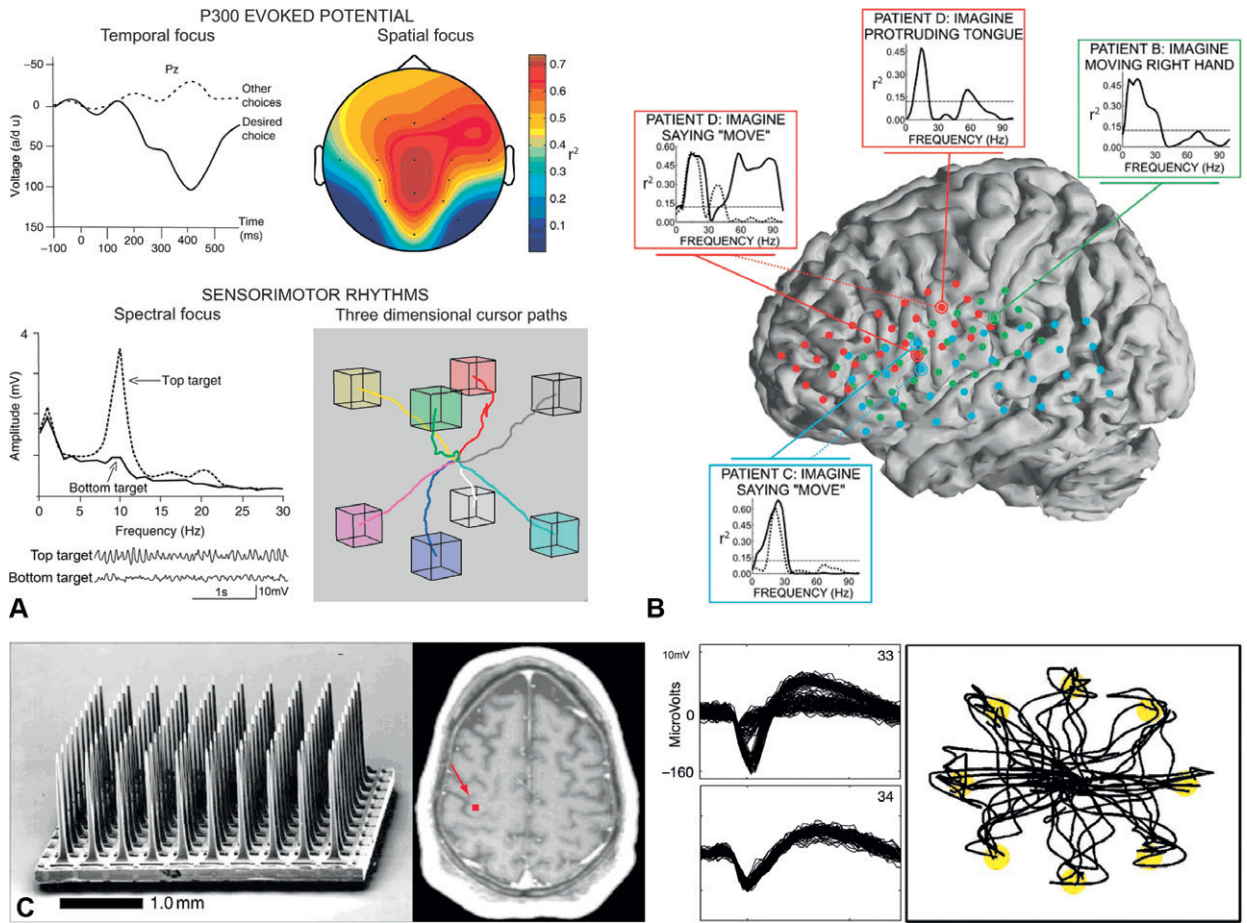 P300 EVOKED POTENTIAL
Temporal focus
Spatial focus
−50
0
50
100
150
Voltage (a/d u)
Pz
Other
choices
Desired
choice
Time
(ms)
−100
0
100
200
300
400
500
0.7
0.6
0.5
0.4
0.3
0.2
0.1
r²
SENSORIMOTOR RHYTHMS
Spectral focus
Three dimensional cursor paths
4
2
0
Amplitude (mV)
Top target
Bottom target
0
5
10
15
20
25
30
Frequency (Hz)
Top target
Bottom target
1s
10mV
A
PATIENT D: IMAGINE
PROTRUDING TONGUE
0.45
0.30
r²
0.15
0.00
0
30
60
90
FREQUENCY (Hz)
PATIENT B: IMAGINE
MOVING RIGHT HAND
0.60
0.45
r²
0.30
0.15
0
0
30
60
90
FREQUENCY (Hz)
PATIENT D: IMAGINE
SAYING "MOVE"
0.60
0.45
r²
0.30
0.15
0.00
0
30
60
90
FREQUENCY (Hz)
PATIENT C: IMAGINE
SAYING "MOVE"
0.60
0.45
r²
0.30
0.15
0.00
0
30
60
90
FREQUENCY (Hz)
B
1.0 mm
C
10mV
33
0
MicroVolts
−160
34